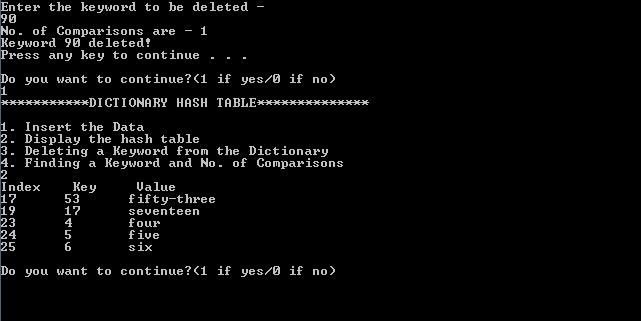 Enter the keyword to be deleted -
90
No. of Comparisons are - 1
Keyword 90 deleted!
Press any key to continue . . .
Do you want to continue?(1 if yes/0 if no)
1
***********DICTIONARY HASH TABLE**************
1. Insert the Data
2. Display the hash table
3. Deleting a Keyword from the Dictionary
4. Finding a Keyword and No. of Comparisons
2
Index    Key     Value
17      53      fifty-three
19      17      seventeen
23      4       four
24      5       five
25      6       six
Do you want to continue?(1 if yes/0 if no)